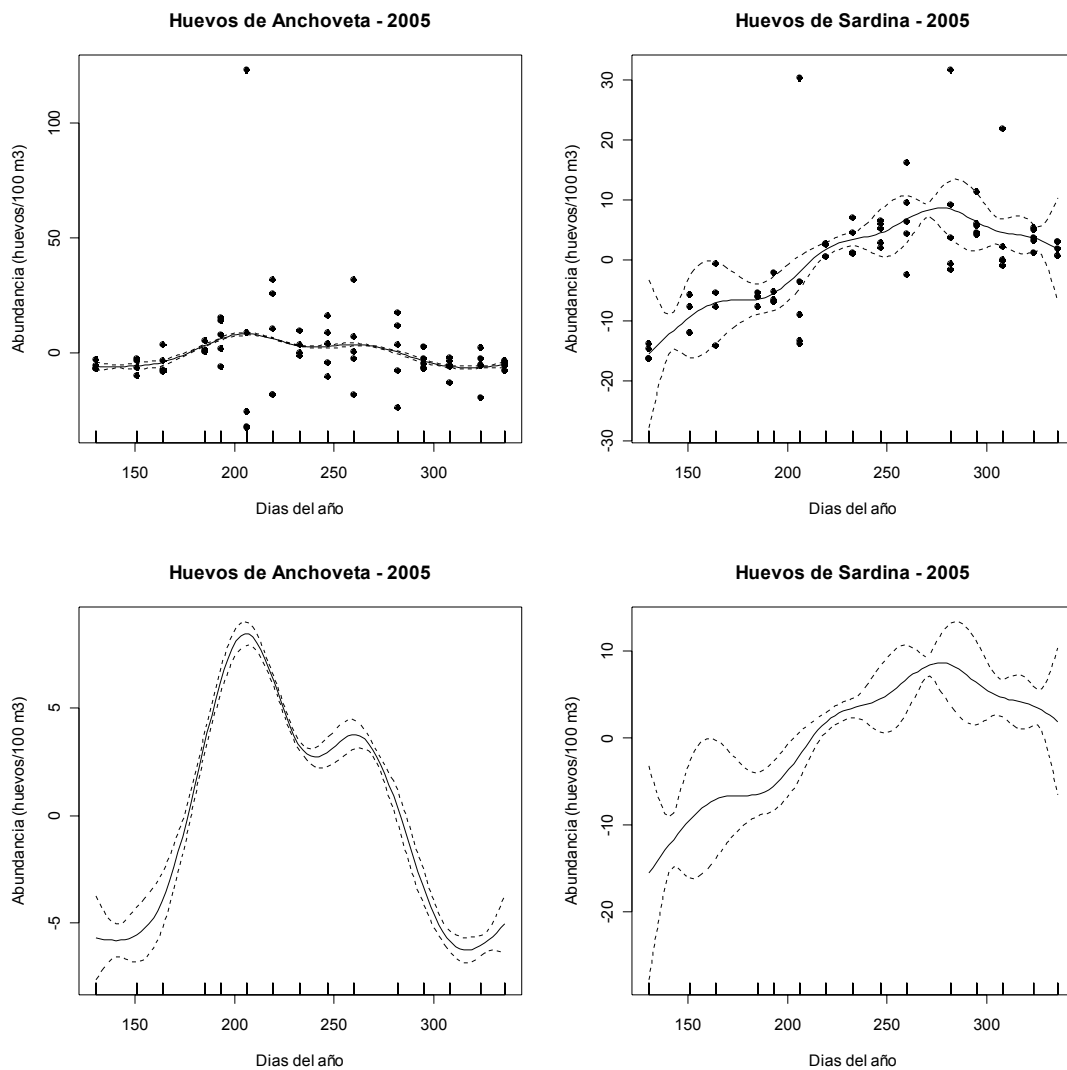 Huevos de Anchoveta - 2005
Abundancia (huevos/100 m3)
100
50
0
150
200
250
300
Dias del año
Huevos de Sardina - 2005
Abundancia (huevos/100 m3)
30
20
10
0
-10
-20
-30
150
200
250
300
Dias del año
Huevos de Anchoveta - 2005
Abundancia (huevos/100 m3)
5
0
-5
150
200
250
300
Dias del año
Huevos de Sardina - 2005
Abundancia (huevos/100 m3)
10
0
-10
-20
150
200
250
300
Dias del año